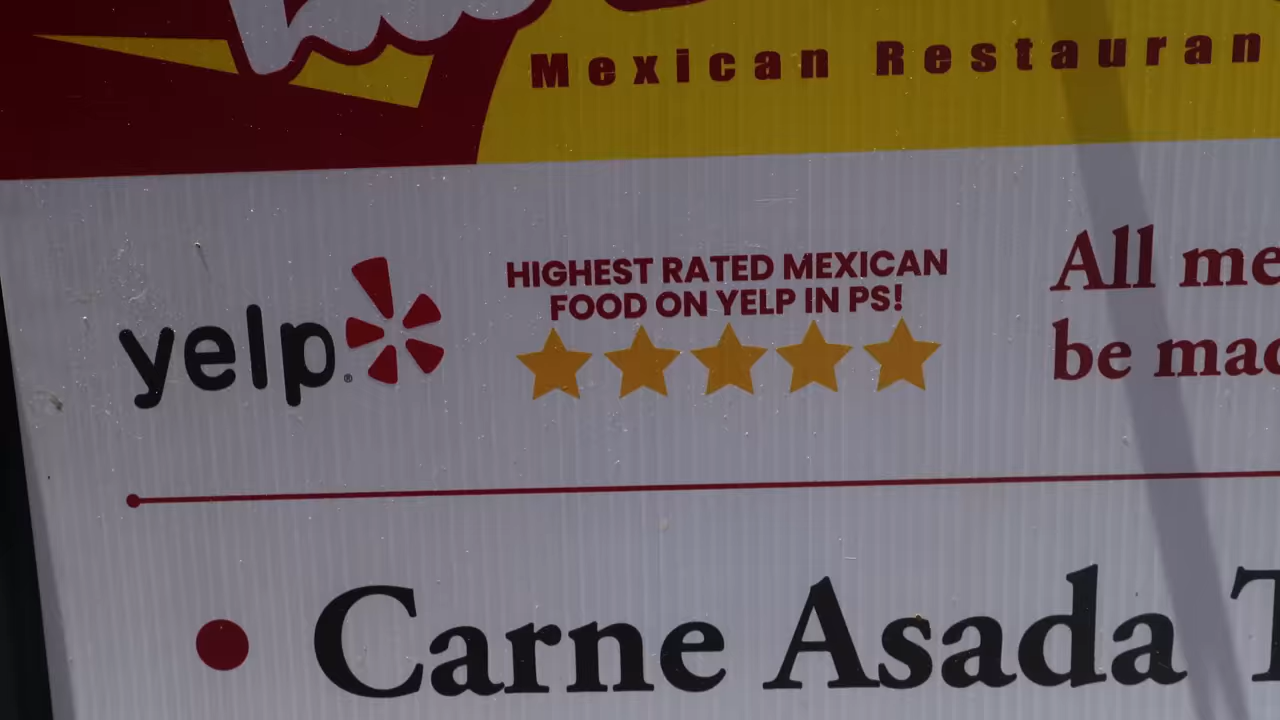 Mexican Restauran
HIGHEST RATED MEXICAN
FOOD ON YELP IN PS!
yelp
All me
be mad
• Carne Asada T